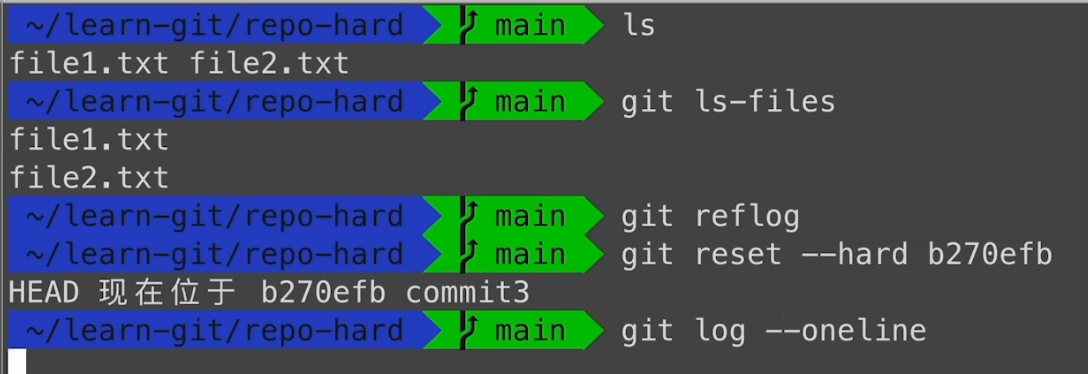 ~/learn-git/repo-hard main ls
file1.txt file2.txt
~/learn-git/repo-hard main git ls-files
file1.txt
file2.txt
~/learn-git/repo-hard main git reflog
~/learn-git/repo-hard main git reset --hard b270efb
HEAD 现在位于 b270efb commit3
~/learn-git/repo-hard main git log --oneline